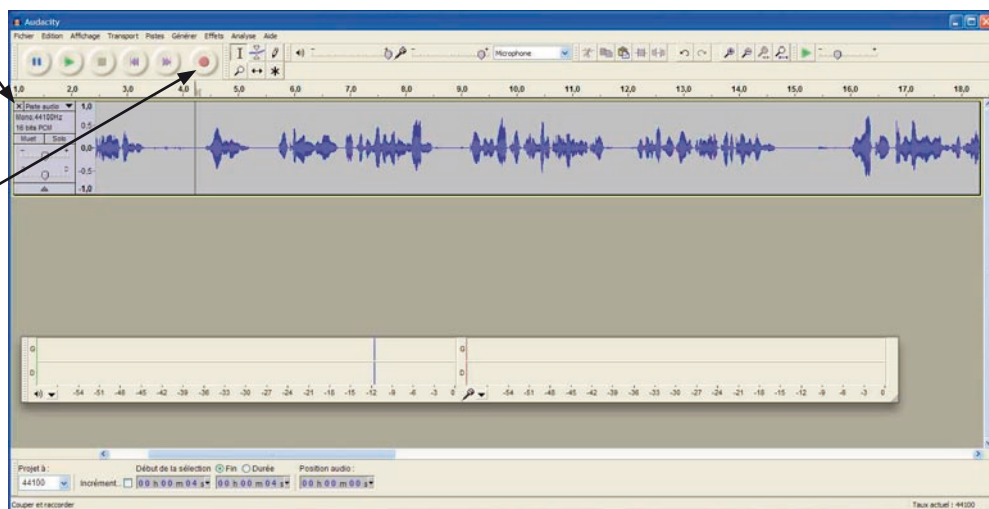 Audacity
Fichier Edition Affichage Transport Pistes Générer Effets Analyse Aide
Microphone
1,0 2,0 3,0 4,0 5,0 6,0 7,0 8,0 9,0 10,0 11,0 12,0 13,0 14,0 15,0 16,0 17,0 18,0
Piste audio
Mono, 44100Hz
16 bits PCM
Muet Solo
- +
G D
1,0
0,5
0,0
-0,5
-1,0
G G
D D
-54 -51 -48 -45 -42 -39 -36 -33 -30 -27 -24 -21 -18 -15 -12 -9 -6 -3 0 -54 -51 -48 -45 -42 -39 -36 -33 -30 -27 -24 -21 -18 -15 -12 -9 -6 -3 0
Projet à : Début de la sélection Fin Durée Position audio :
44100 Incrément... 00 h 00 m 04 s 00 h 00 m 04 s 00 h 00 m 00 s
Couper et raccorder Taux actuel : 44100